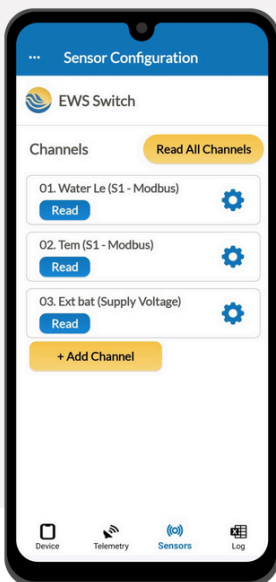 Sensor Configuration
EWS Switch
Channels
Read All Channels
01. Water Le (S1 - Modbus)
Read
02. Tem (S1 - Modbus)
Read
03. Ext bat (Supply Voltage)
Read
+ Add Channel
Device Telemetry Sensors Log